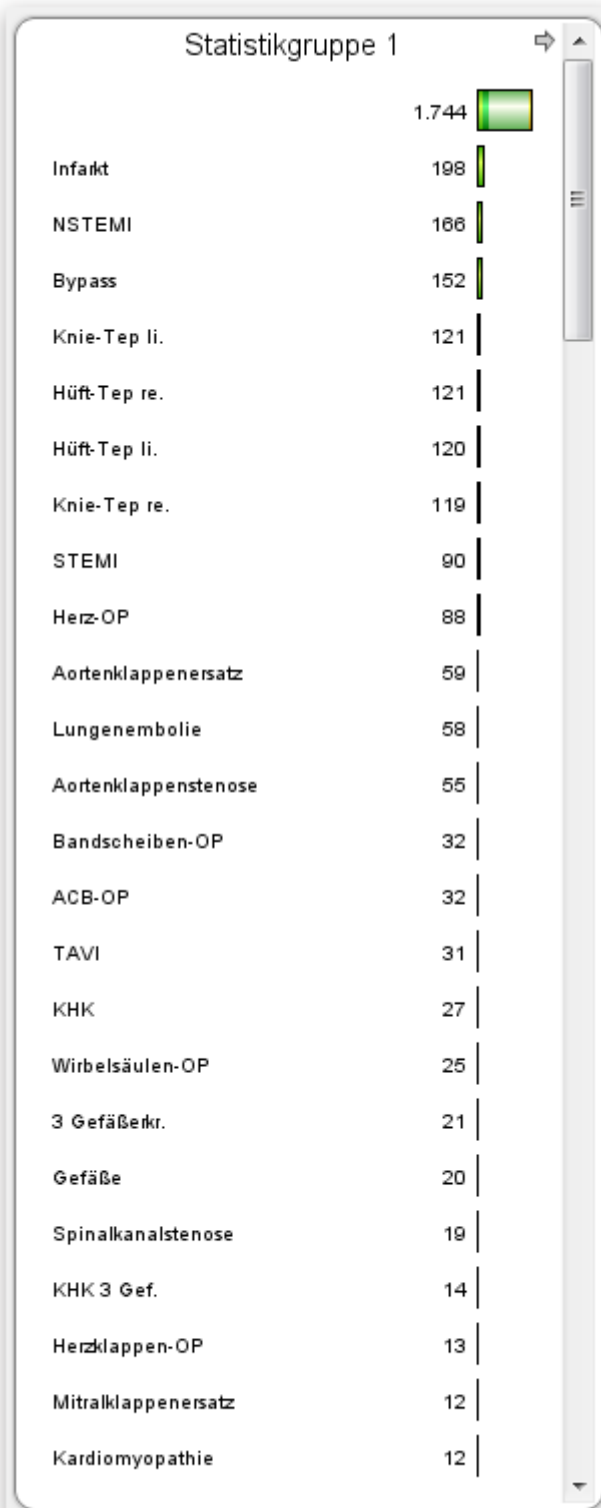 Statistikgruppe 1
1.744
Infarkt 198
NSTEMI 166
Bypass 152
Knie-Tep li. 121
Hüft-Tep re. 121
Hüft-Tep li. 120
Knie-Tep re. 119
STEMI 90
Herz-OP 88
Aortenklappenersatz 59
Lungenembolie 58
Aortenklappenstenose 55
Bandscheiben-OP 32
ACB-OP 32
TAVI 31
KHK 27
Wirbelsäulen-OP 25
3 Gefäßerkr. 21
Gefäße 20
Spinalkanalstenose 19
KHK 3 Gef. 14
Herzklappen-OP 13
Mitralklappenersatz 12
Kardiomyopathie 12